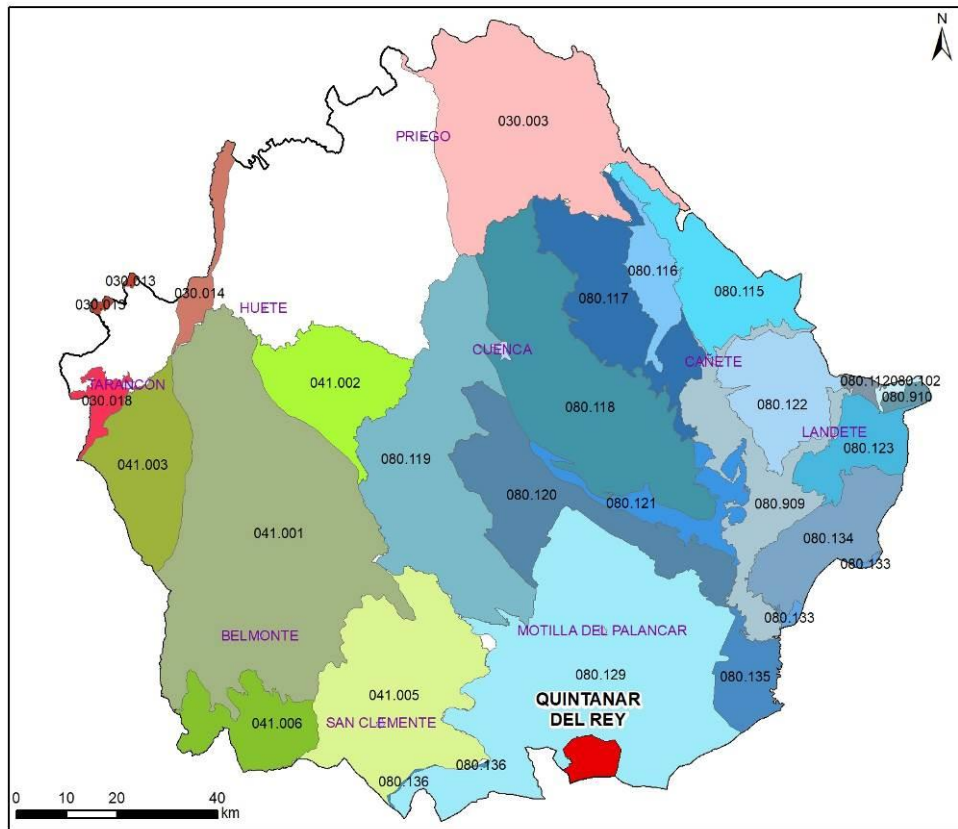 N
PRIEGO
030.003
030.013
030.013
030.014
HUETE
080.116
080.117
080.115
CUENCA
CAÑETE
TARANCÓN
030.018
041.002
080.112
080.102
080.910
080.122
080.118
LANDETE
080.123
041.003
080.119
080.120
080.121
080.909
041.001
080.134
080.133
080.133
BELMONTE
MOTILLA DEL PALANCAR
080.135
080.129
041.005
QUINTANAR
DEL REY
041.006
SAN CLEMENTE
080.136
080.136
0 10 20 40
km